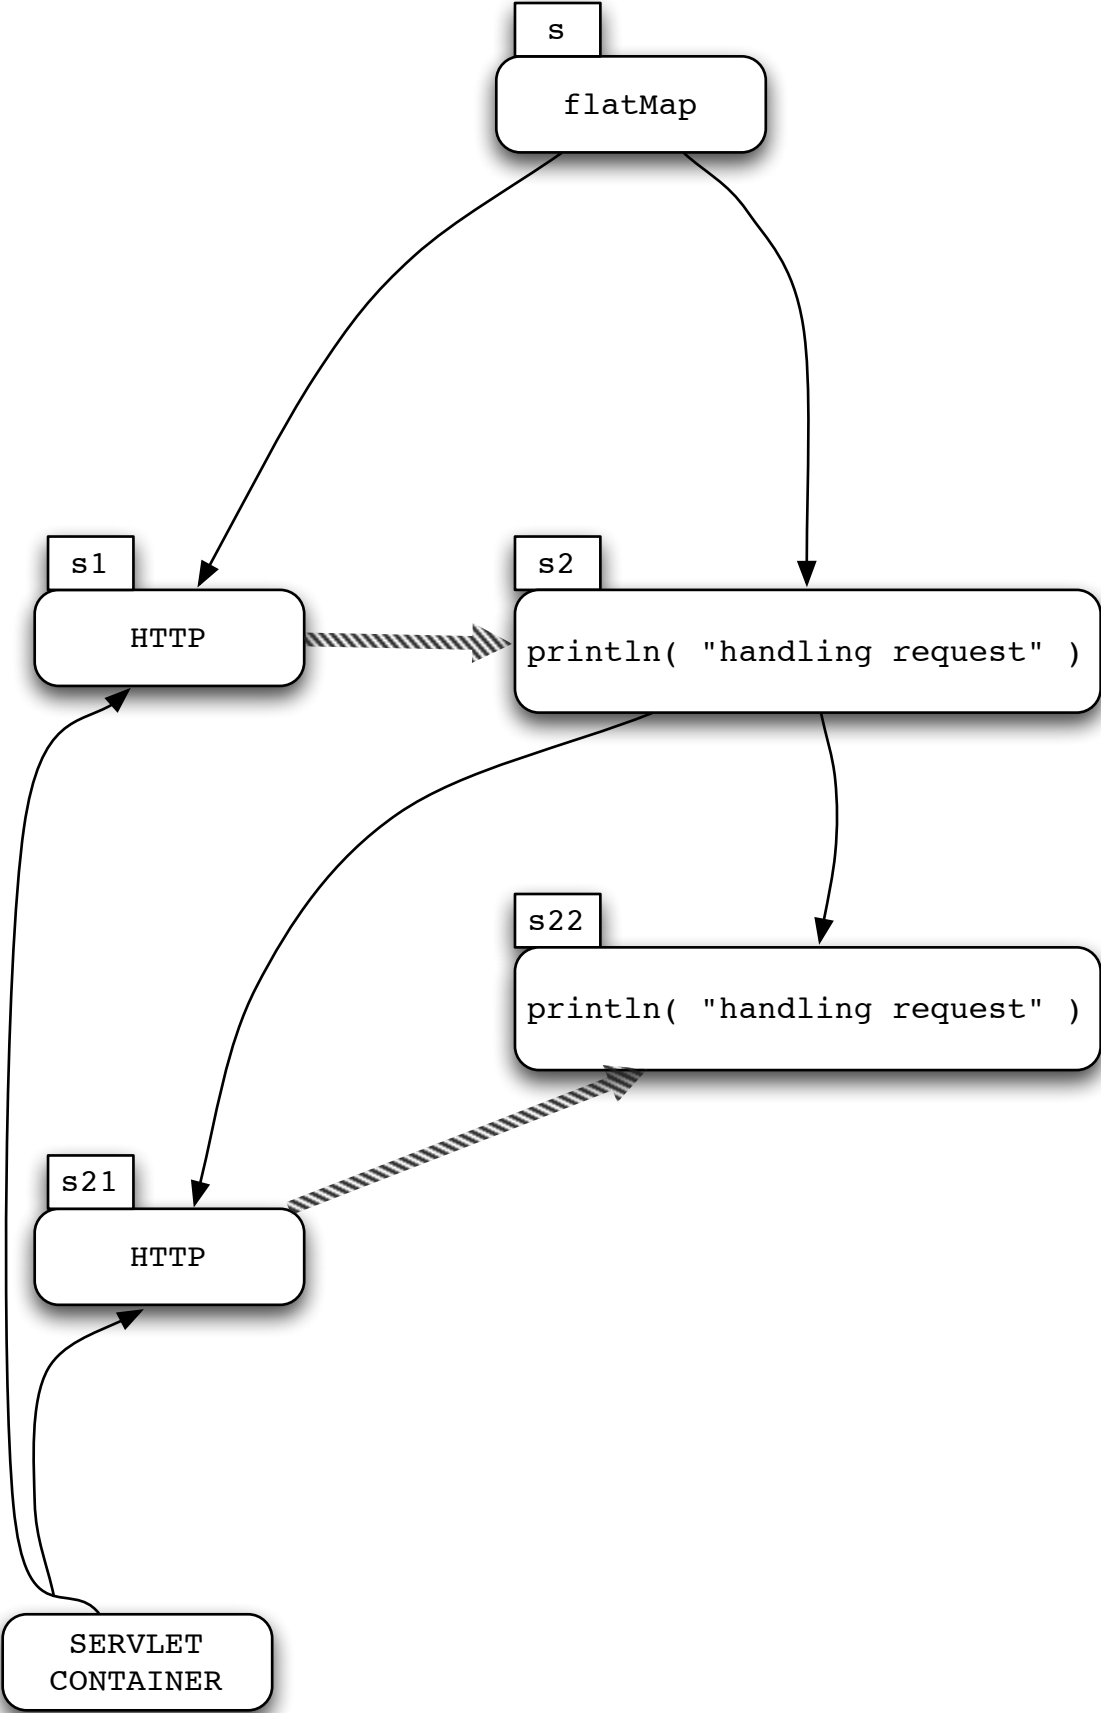 s
flatMap
s1
HTTP
s2
println( "handling request" )
s22
println( "handling request" )
s21
HTTP
SERVLET
CONTAINER